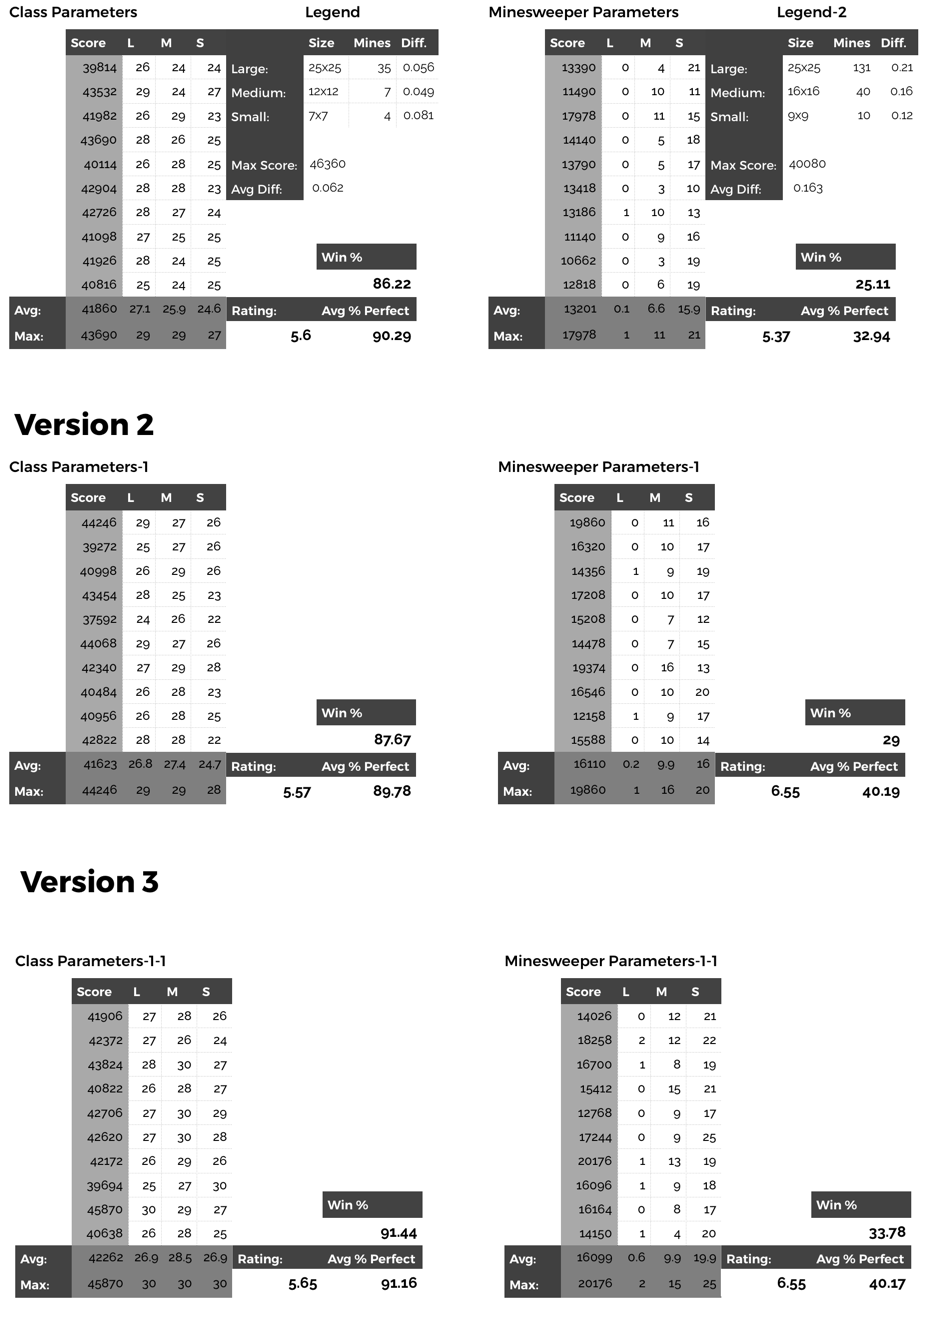 Class Parameters Legend Minesweeper Parameters Legend-2
Score L M S Size Mines Diff. Score L M S Size Mines Diff.
39814 26 24 24 Large: 25x25 35 0.056 13390 0 4 21 Large: 25x25 131 0.21
43532 29 24 27 Medium: 12x12 7 0.049 11490 0 10 11 Medium: 16x16 40 0.16
41982 26 29 23 Small: 7x7 4 0.081 17978 0 11 15 Small: 9x9 10 0.12
43690 28 26 25 14140 0 5 18
40114 26 28 25 Max Score: 46360 13790 0 5 17 Max Score: 40080
42904 28 28 23 Avg Diff: 0.062 13418 0 3 10 Avg Diff: 0.163
42726 28 27 24 13186 1 10 13
41098 27 25 25 11140 0 9 16
41926 28 24 25 Win % 10662 0 3 19 Win %
40816 25 24 25 86.22 12818 0 6 19 25.11
Avg: 41860 27.1 25.9 24.6 Rating: Avg % Perfect Avg: 13201 0.1 6.6 15.9 Rating: Avg % Perfect
Max: 43690 29 29 27 5.6 90.29 Max: 17978 1 11 21 5.37 32.94
Version 2
Class Parameters-1 Minesweeper Parameters-1
Score L M S Score L M S
44246 29 27 26 19860 0 11 16
39272 25 27 26 16320 0 10 17
40998 26 29 26 14356 1 9 19
43454 28 25 23 17208 0 10 17
37592 24 26 22 15208 0 7 12
44068 29 27 26 14478 0 7 15
42340 27 29 28 19374 0 16 13
40484 26 28 23 16546 0 10 20
40956 26 28 25 Win % 12158 1 9 17 Win %
42822 28 28 22 87.67 15588 0 10 14 29
Avg: 41623 26.8 27.4 24.7 Rating: Avg % Perfect Avg: 16110 0.2 9.9 16 Rating: Avg % Perfect
Max: 44246 29 29 28 5.57 89.78 Max: 19860 1 16 20 6.55 40.19
Version 3
Class Parameters-1-1 Minesweeper Parameters-1-1
Score L M S Score L M S
41906 27 28 26 14026 0 12 21
42372 27 26 24 18258 2 12 22
43824 28 30 27 16700 1 8 19
40822 26 28 27 15412 0 15 21
42706 27 30 29 12768 0 9 17
42620 27 30 28 17244 0 9 25
42172 26 29 26 20176 1 13 19
39694 25 27 30 16096 1 9 18
45870 30 29 27 Win % 16164 0 8 17 Win %
40638 26 28 25 91.44 14150 1 4 20 33.78
Avg: 42262 26.9 28.5 26.9 Rating: Avg % Perfect Avg: 16099 0.6 9.9 19.9 Rating: Avg % Perfect
Max: 45870 30 30 30 5.65 91.16 Max: 20176 2 15 25 6.55 40.17